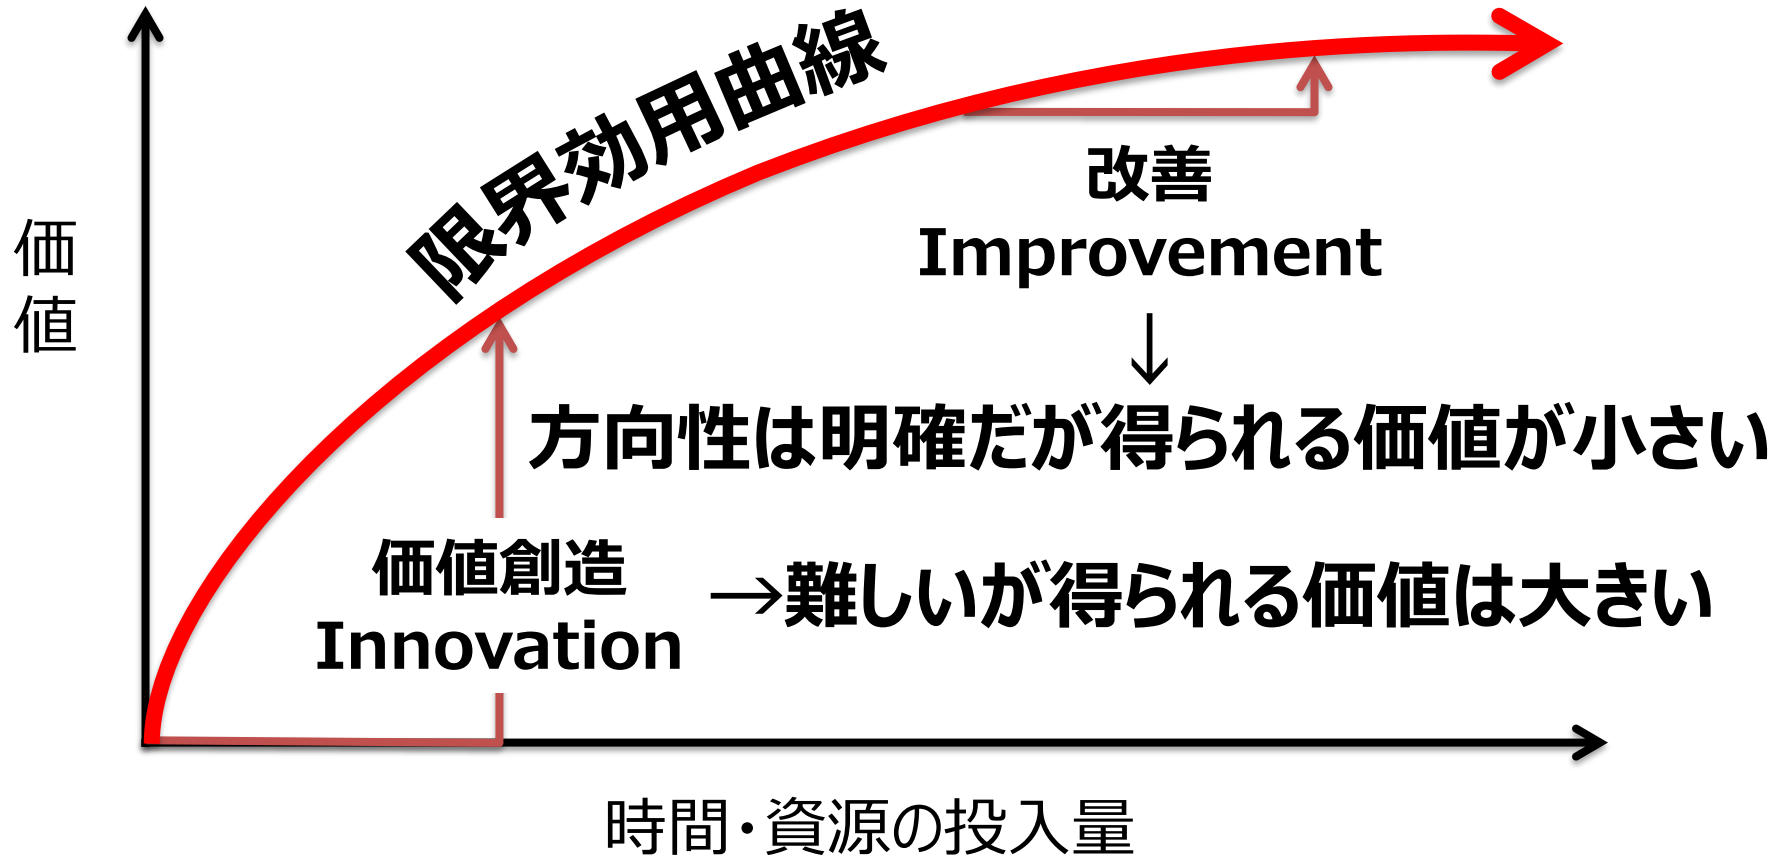 限界効用曲線
価値
改善
Improvement
↓
方向性は明確だが得られる価値が小さい
価値創造
Innovation
→難しいが得られる価値は大きい
時間・資源の投入量